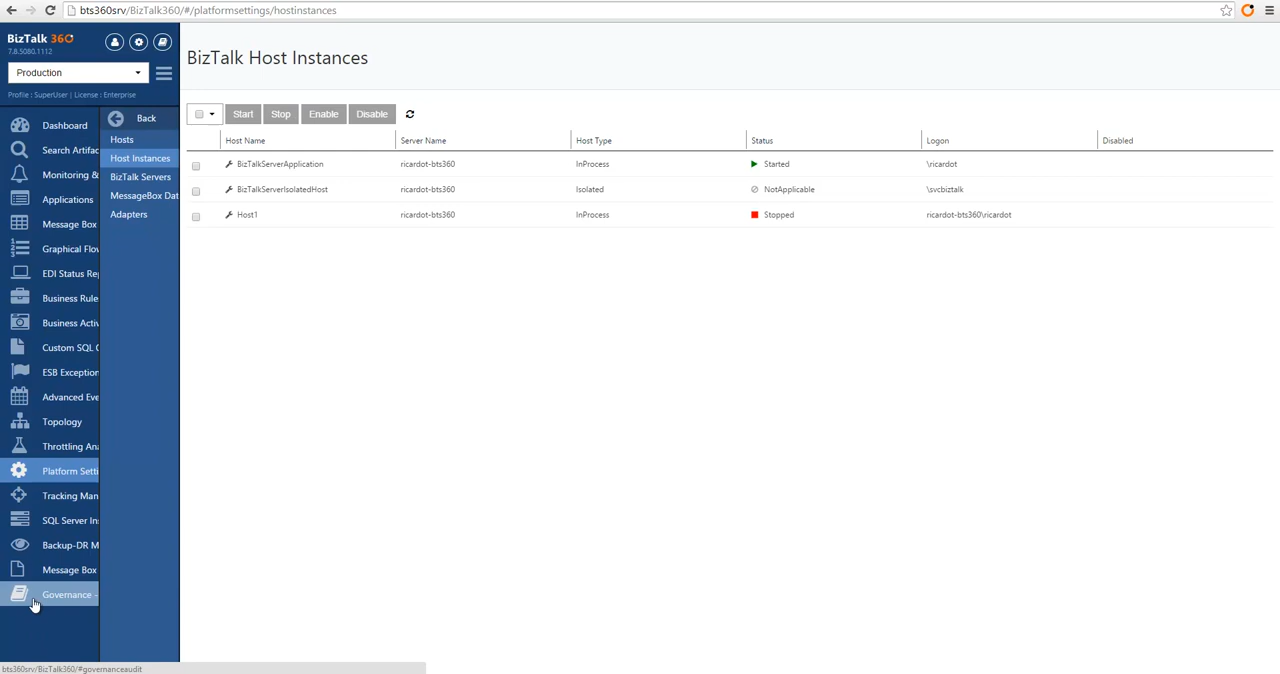 bts360srv/BizTalk360/#/platformsettings/hostinstances
BizTalk 360
7.8.5080.1112
Production
Profile : SuperUser | License : Enterprise
Dashboard
Search Artifac
Monitoring &
Applications
Message Box
Graphical Flow
EDI Status Rep
Business Rule
Business Activ
Custom SQL Q
ESB Exception
Advanced Eve
Topology
Throttling Ana
Platform Setti
Tracking Man
SQL Server Ins
Backup-DR M
Message Box
Governance -
Back
Hosts
Host Instances
BizTalk Servers
MessageBox Dat
Adapters
BizTalk Host Instances
Start Stop Enable Disable
Host Name Server Name Host Type Status Logon Disabled
BizTalkServerApplication ricardot-bts360 InProcess Started \ricardot
BizTalkServerIsolatedHost ricardot-bts360 Isolated NotApplicable \svcbiztalk
Host1 ricardot-bts360 InProcess Stopped ricardot-bts360\ricardot
bts360srv/BizTalk360/#governanceaudit